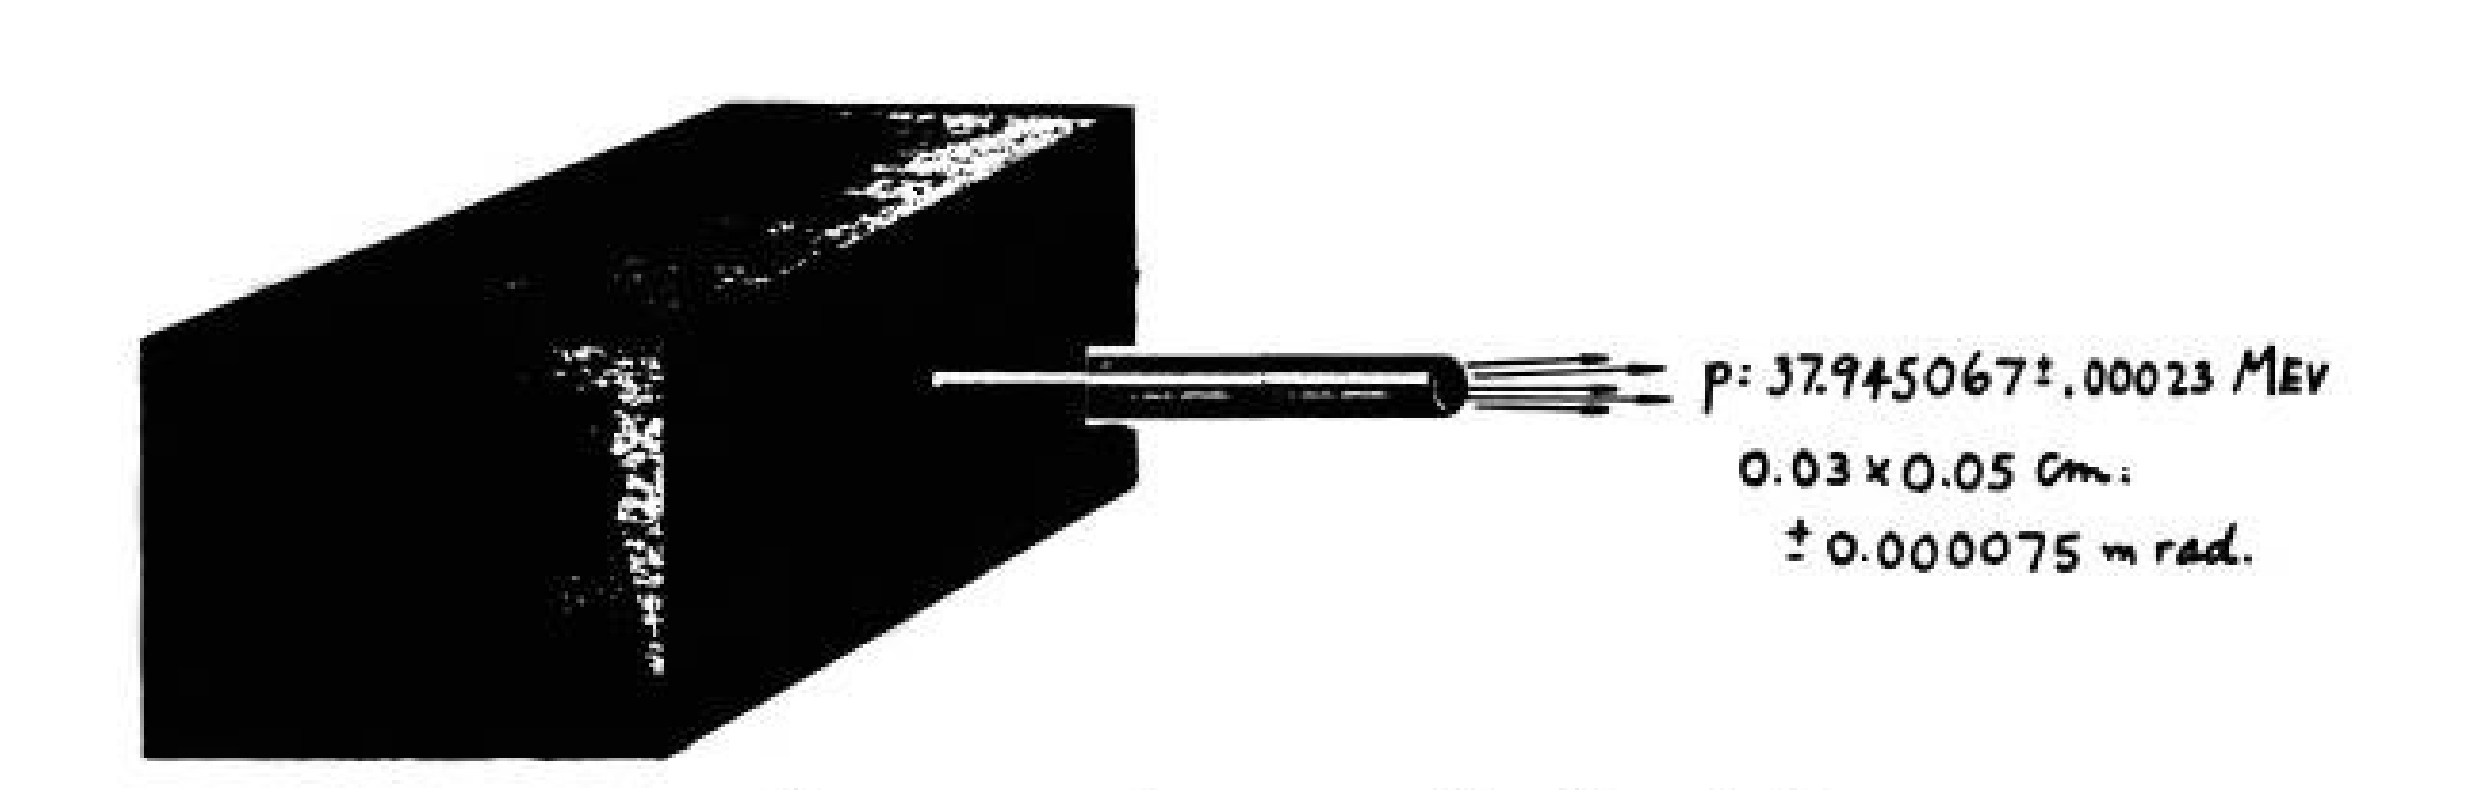 p: 37.945067± .00023 MEV
0.03 x 0.05 cm.
± 0.000075 m rad.